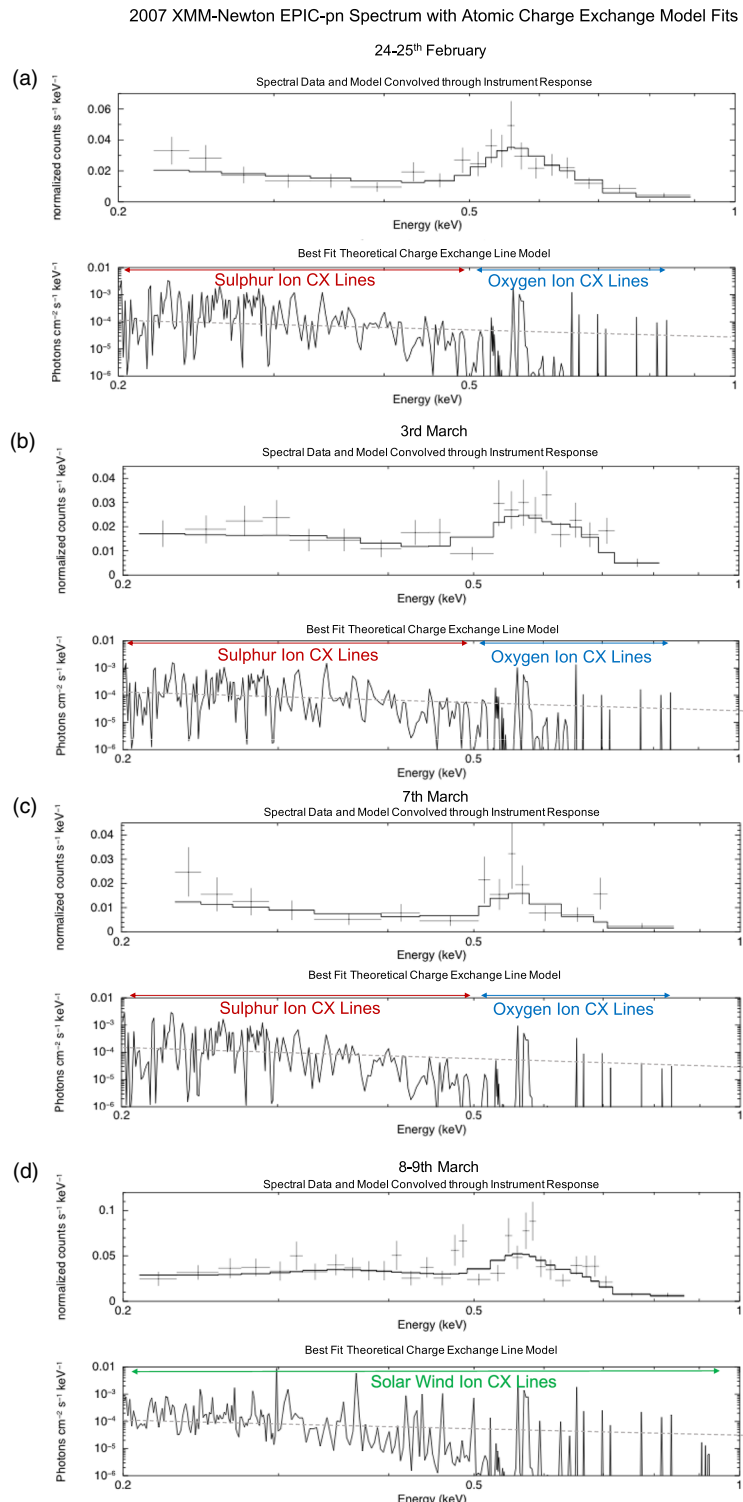 2007 XMM-Newton EPIC-pn Spectrum with Atomic Charge Exchange Model Fits
24-25th February
(a)
Spectral Data and Model Convolved through Instrument Response
normalized counts s⁻¹ keV⁻¹
0.06
0.04
0.02
0
0.2
0.5
1
Energy (keV)
Best Fit Theoretical Charge Exchange Line Model
Sulphur Ion CX Lines
Oxygen Ion CX Lines
Photons cm⁻² s⁻¹ keV⁻¹
0.01
10⁻³
10⁻⁴
10⁻⁵
10⁻⁶
0.2
0.5
1
Energy (keV)
(b)
3rd March
Spectral Data and Model Convolved through Instrument Response
normalized counts s⁻¹ keV⁻¹
0.04
0.03
0.02
0.01
0
0.2
0.5
1
Energy (keV)
Best Fit Theoretical Charge Exchange Line Model
Sulphur Ion CX Lines
Oxygen Ion CX Lines
Photons cm⁻² s⁻¹ keV⁻¹
0.01
10⁻³
10⁻⁴
10⁻⁵
10⁻⁶
0.2
0.5
1
Energy (keV)
(c)
7th March
Spectral Data and Model Convolved through Instrument Response
normalized counts s⁻¹ keV⁻¹
0.04
0.03
0.02
0.01
0
0.2
0.5
1
Energy (keV)
Best Fit Theoretical Charge Exchange Line Model
Sulphur Ion CX Lines
Oxygen Ion CX Lines
Photons cm⁻² s⁻¹ keV⁻¹
0.01
10⁻³
10⁻⁴
10⁻⁵
10⁻⁶
0.2
0.5
1
Energy (keV)
(d)
8-9th March
Spectral Data and Model Convolved through Instrument Response
normalized counts s⁻¹ keV⁻¹
0.1
0.05
0
0.2
0.5
1
Energy (keV)
Best Fit Theoretical Charge Exchange Line Model
Solar Wind Ion CX Lines
Photons cm⁻² s⁻¹ keV⁻¹
0.01
10⁻³
10⁻⁴
10⁻⁵
10⁻⁶
0.2
0.5
1
Energy (keV)